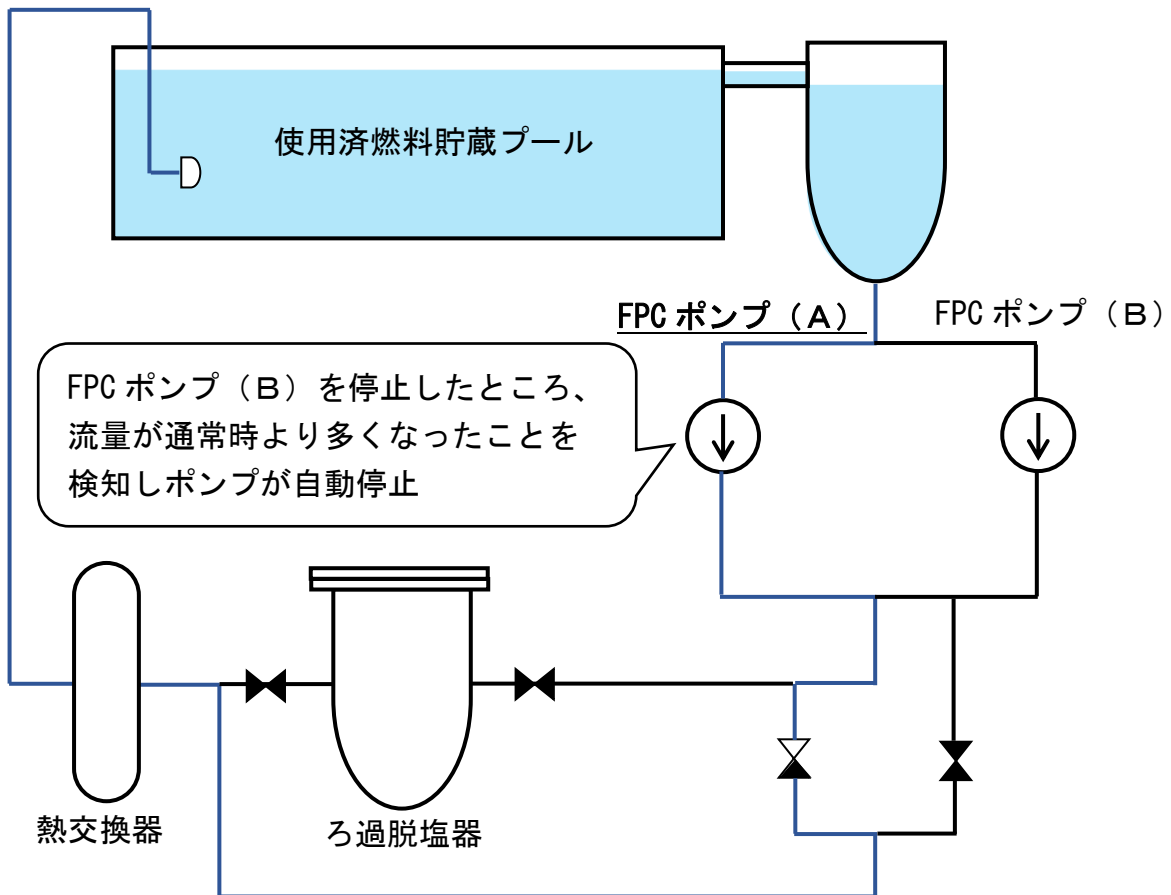 使用済燃料貯蔵プール
FPC ポンプ(A)
FPC ポンプ(B)
FPC ポンプ(B)を停止したところ、
流量が通常時より多くなったことを
検知しポンプが自動停止
熱交換器
ろ過脱塩器